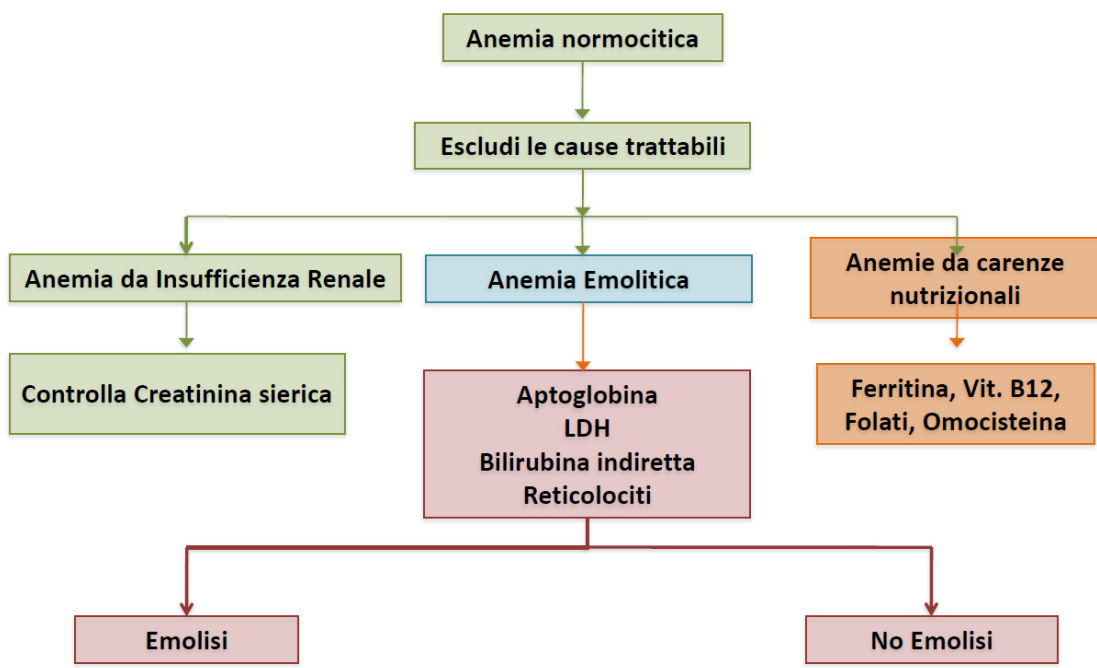 Anemia normocitica
Escludi le cause trattabili
Anemia da Insufficienza Renale
Anemia Emolitica
Anemie da carenze
nutrizionali
Controlla Creatinina sierica
Aptoglobina
LDH
Bilirubina indiretta
Reticolociti
Ferritina, Vit. B12,
Folati, Omocisteina
Emolisi
No Emolisi